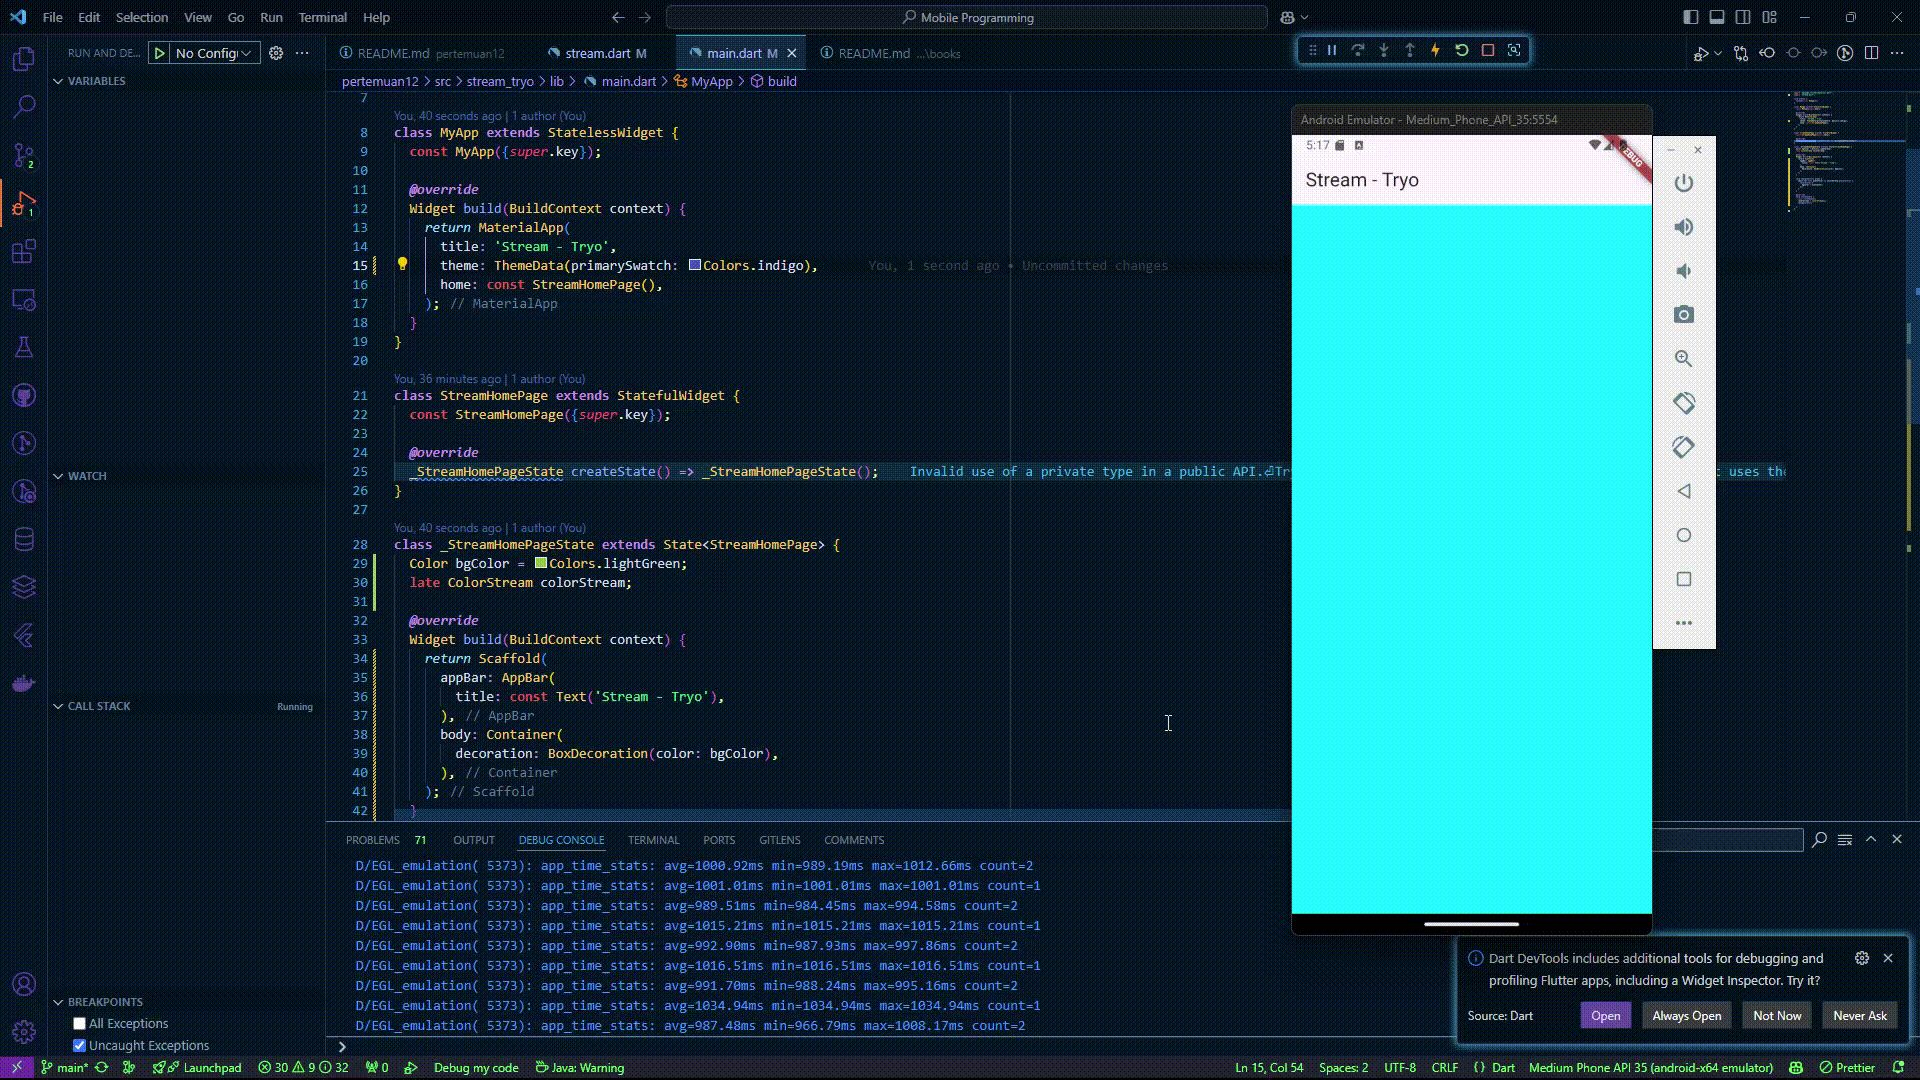 File Edit Selection View Go Run Terminal Help
Mobile Programming
RUN AND DE... No Config
README.md pertemuan12 stream.dart M main.dart M README.md ...\books
VARIABLES
pertemuan12 > src > stream_tryo > lib > main.dart > MyApp > build
7
You, 40 seconds ago | 1 author (You)
8 class MyApp extends StatelessWidget {
9 const MyApp({super.key});
10
11 @override
12 Widget build(BuildContext context) {
13 return MaterialApp(
14 title: 'Stream - Tryo',
15 theme: ThemeData(primarySwatch: Colors.indigo), You, 1 second ago • Uncommitted changes
16 home: const StreamHomePage(),
17 ); // MaterialApp
18 }
19 }
20
You, 36 minutes ago | 1 author (You)
21 class StreamHomePage extends StatefulWidget {
22 const StreamHomePage({super.key});
23
24 @override
25 _StreamHomePageState createState() => _StreamHomePageState(); Invalid use of a private type in a public API.⏎Tr uses th
26 }
27
You, 40 seconds ago | 1 author (You)
28 class _StreamHomePageState extends State<StreamHomePage> {
29 Color bgColor = Colors.lightGreen;
30 late ColorStream colorStream;
31
32 @override
33 Widget build(BuildContext context) {
34 return Scaffold(
35 appBar: AppBar(
36 title: const Text('Stream - Tryo'),
37 ), // AppBar
38 body: Container(
39 decoration: BoxDecoration(color: bgColor),
40 ), // Container
41 ); // Scaffold
42 }
Android Emulator - Medium_Phone_API_35:5554
5:17
Stream - Tryo
WATCH
CALL STACK Running
BREAKPOINTS
All Exceptions
Uncaught Exceptions
PROBLEMS 71 OUTPUT DEBUG CONSOLE TERMINAL PORTS GITLENS COMMENTS
D/EGL_emulation( 5373): app_time_stats: avg=1000.92ms min=989.19ms max=1012.66ms count=2
D/EGL_emulation( 5373): app_time_stats: avg=1001.01ms min=1001.01ms max=1001.01ms count=1
D/EGL_emulation( 5373): app_time_stats: avg=989.51ms min=984.45ms max=994.58ms count=2
D/EGL_emulation( 5373): app_time_stats: avg=1015.21ms min=1015.21ms max=1015.21ms count=1
D/EGL_emulation( 5373): app_time_stats: avg=992.90ms min=987.93ms max=997.86ms count=2
D/EGL_emulation( 5373): app_time_stats: avg=1016.51ms min=1016.51ms max=1016.51ms count=1
D/EGL_emulation( 5373): app_time_stats: avg=991.70ms min=988.24ms max=995.16ms count=2
D/EGL_emulation( 5373): app_time_stats: avg=1034.94ms min=1034.94ms max=1034.94ms count=1
D/EGL_emulation( 5373): app_time_stats: avg=987.48ms min=966.79ms max=1008.17ms count=2
Dart DevTools includes additional tools for debugging and
profiling Flutter apps, including a Widget Inspector. Try it?
Source: Dart Open Always Open Not Now Never Ask
main* Launchpad 30 9 32 0 Debug my code Java: Warning Ln 15, Col 54 Spaces: 2 UTF-8 CRLF { } Dart Medium Phone API 35 (android-x64 emulator) Prettier